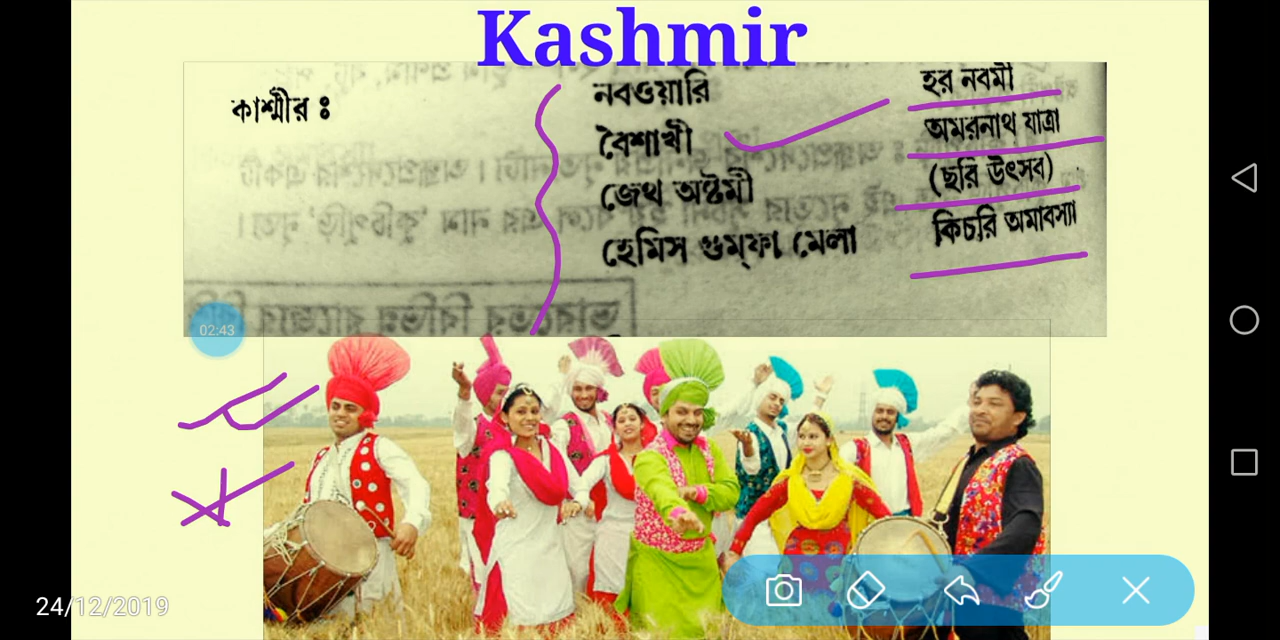 Kashmir
কাশ্মীর ঃ
নবওয়ারি
হর নবমী
বৈশাখী
অমরনাথ যাত্রা
জেথ অষ্টমী
(ছরি উৎসব)
হেমিস গুম্ফা মেলা
কিচরি অমাবস্যা
02:43
24/12/2019